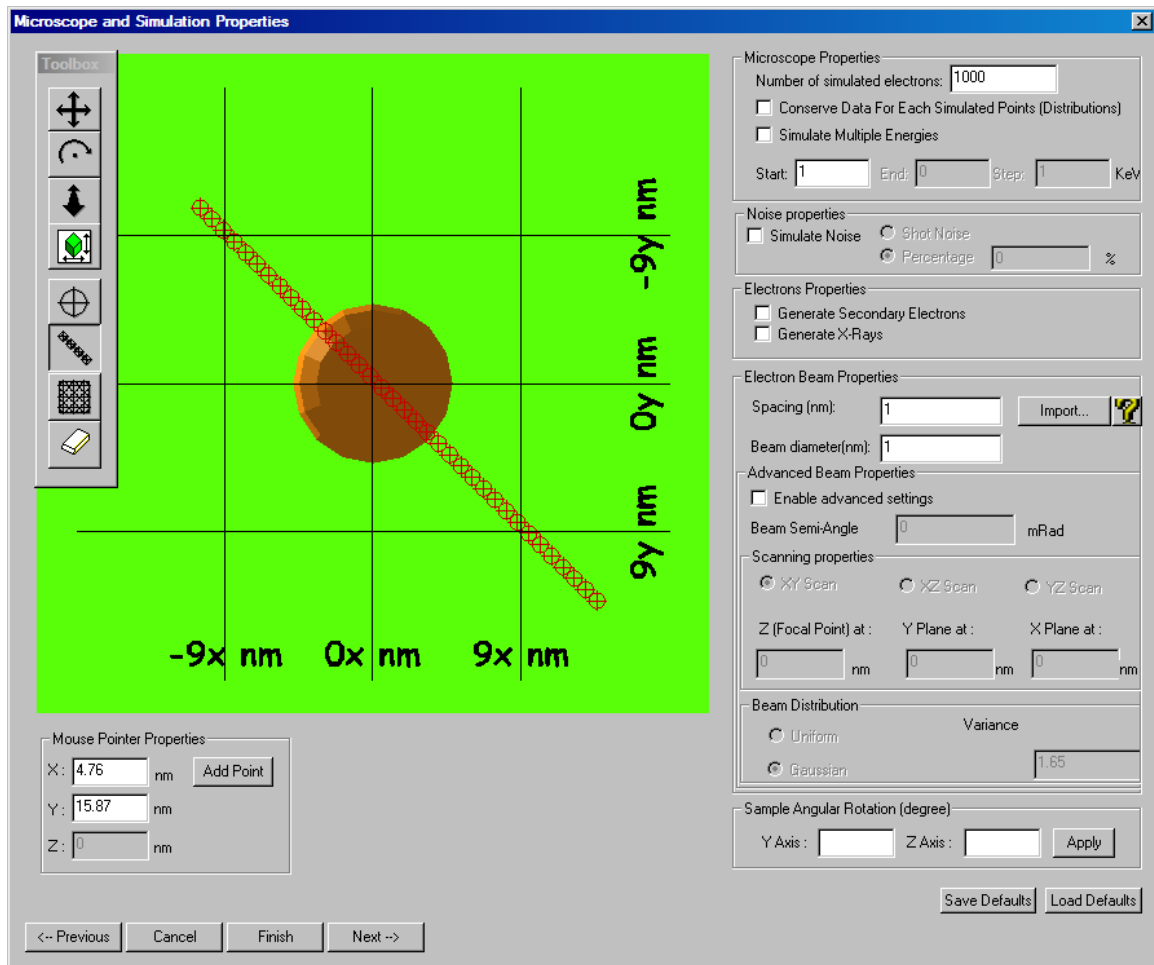 Microscope and Simulation Properties
Toolbox
-9y nm
0y nm
9y nm
-9x nm 0x nm 9x nm
Mouse Pointer Properties
X: 4.76 nm Add Point
Y: 15.87 nm
Z: 0 nm
Microscope Properties
Number of simulated electrons: 1000
Conserve Data For Each Simulated Points (Distributions)
Simulate Multiple Energies
Start: 1 End: 0 Step: 1 KeV
Noise properties
Simulate Noise Shot Noise
Percentage 0 %
Electrons Properties
Generate Secondary Electrons
Generate X-Rays
Electron Beam Properties
Spacing (nm): 1 Import... ?
Beam diameter(nm): 1
Advanced Beam Properties
Enable advanced settings
Beam Semi-Angle 0 mRad
Scanning properties
XY Scan XZ Scan YZ Scan
Z (Focal Point) at : Y Plane at : X Plane at :
0 nm 0 nm 0 nm
Beam Distribution
Variance
Uniform
1.65
Gaussian
Sample Angular Rotation (degree)
Y Axis : Z Axis : Apply
Save Defaults Load Defaults
<-- Previous Cancel Finish Next -->